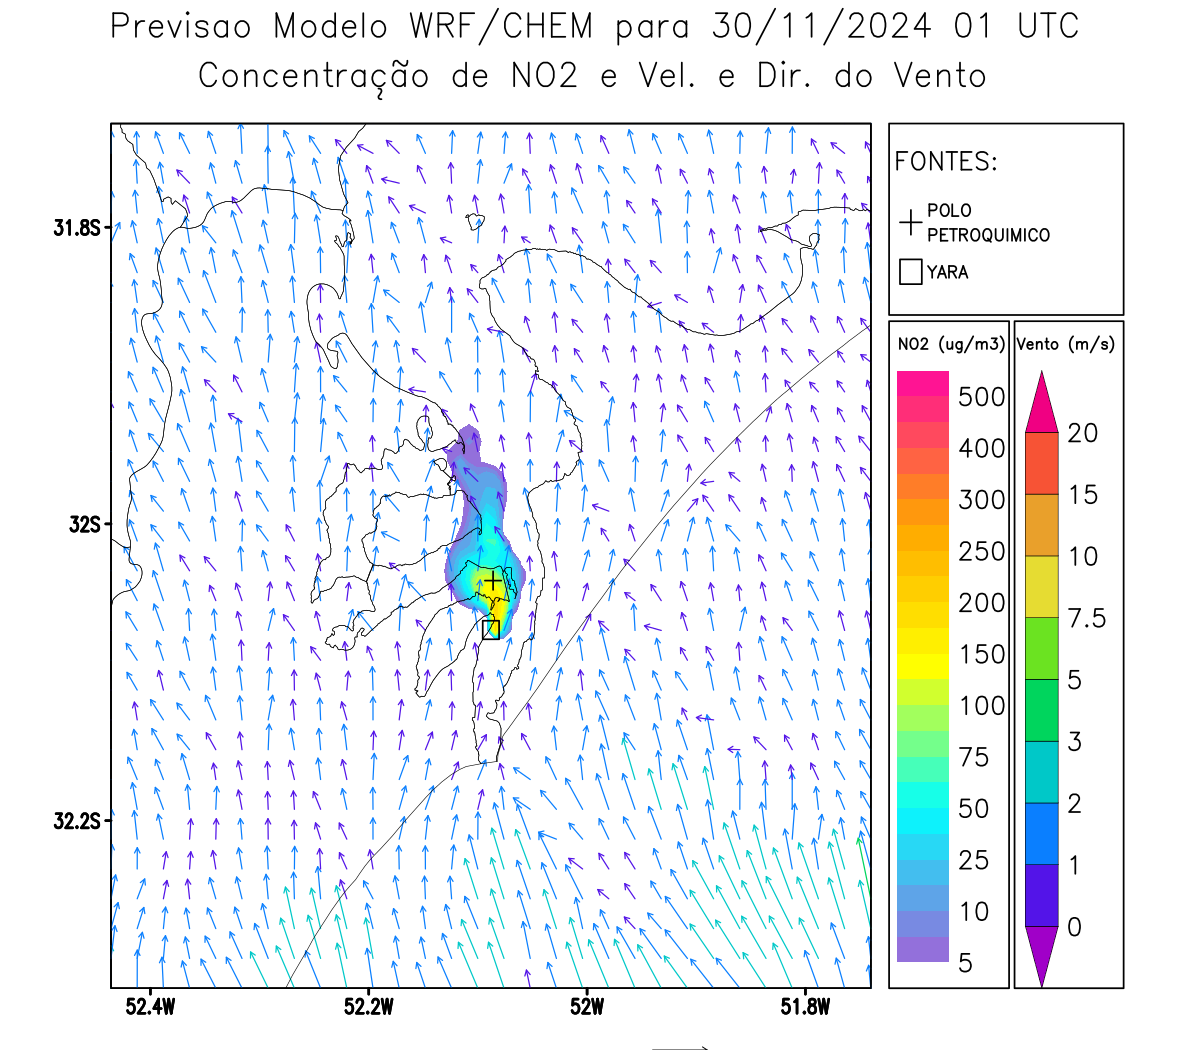 Previsao Modelo WRF/CHEM para 30/11/2024 01 UTC
Concentração de NO2 e Vel. e Dir. do Vento
FONTES:
POLO
PETROQUIMICO
YARA
31.8S
32S
32.2S
52.4W
52.2W
52W
51.8W
NO2 (ug/m3)
500
400
300
250
200
150
100
75
50
25
10
5
Vento (m/s)
20
15
10
7.5
5
3
2
1
0